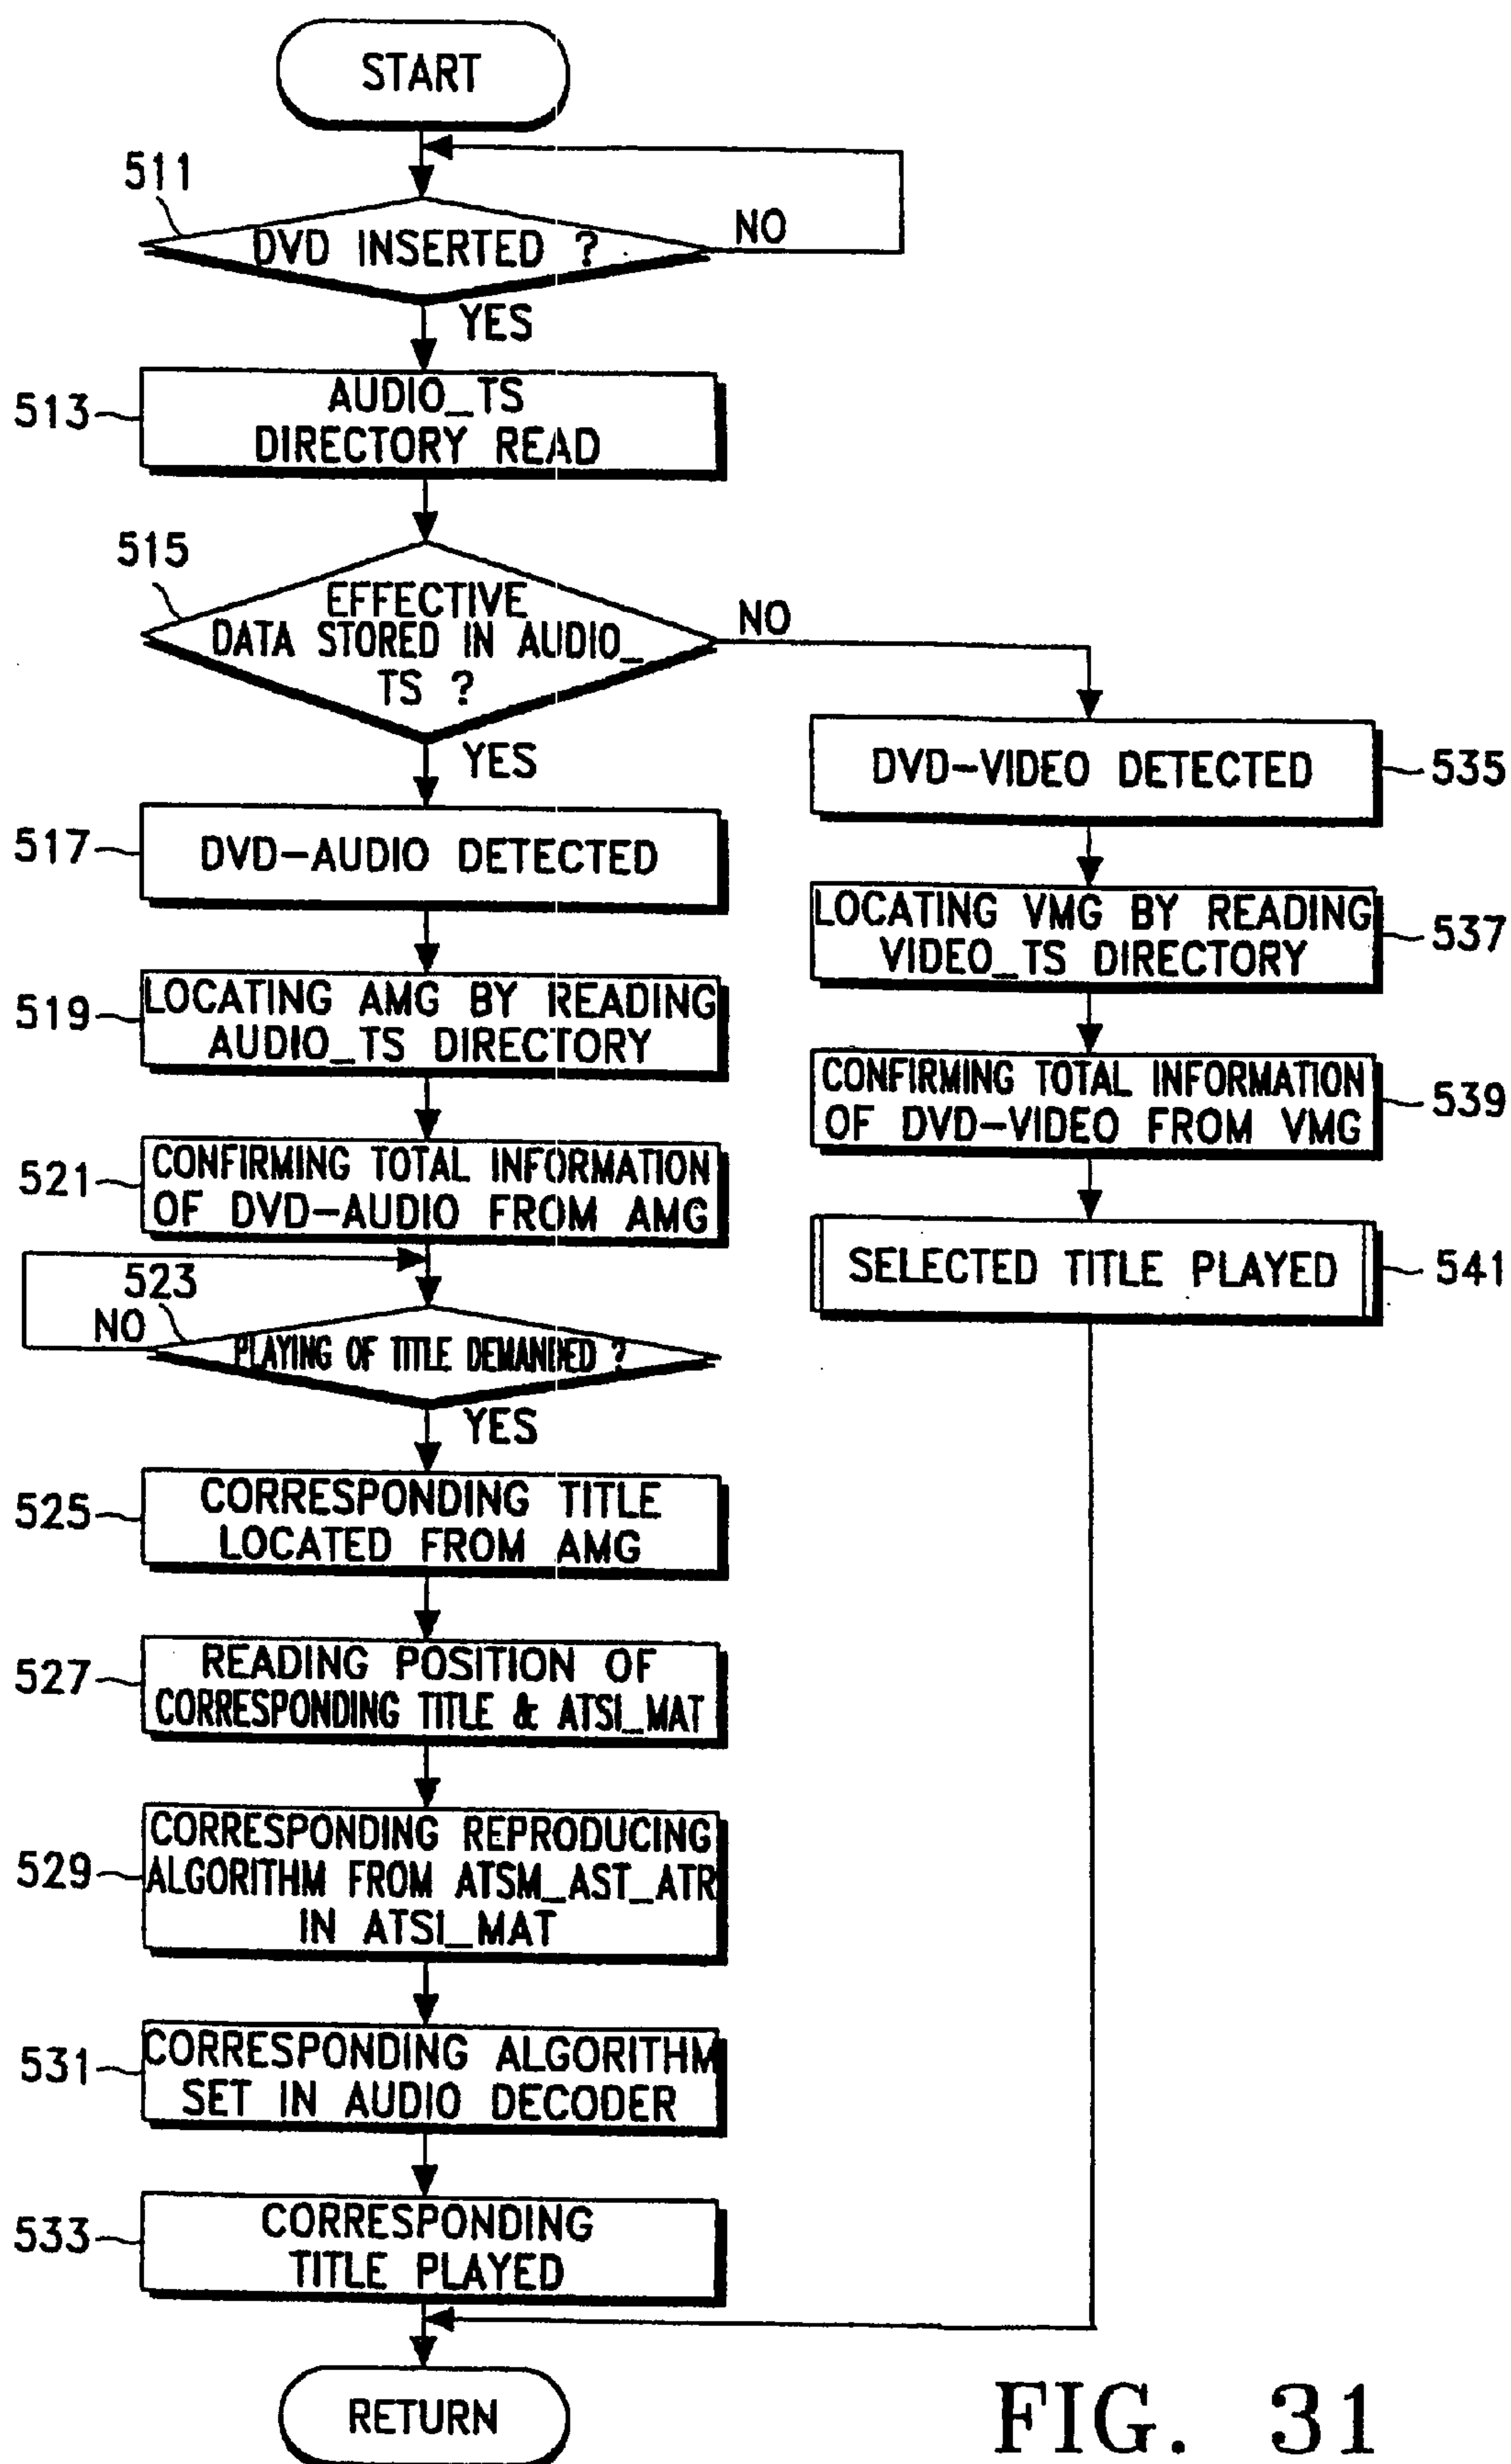 START
511
DVD INSERTED ?
NO
YES
513
AUDIO_TS
DIRECTORY READ
515
EFFECTIVE
DATA STORED IN AUDIO_
TS ?
NO
YES
517
DVD-AUDIO DETECTED
519
LOCATING AMG BY READING
AUDIO_TS DIRECTORY
521
CONFIRMING TOTAL INFORMATION
OF DVD-AUDIO FROM AMG
523
NO
PLAYING OF TITLE DEMANDED ?
YES
525
CORRESPONDING TITLE
LOCATED FROM AMG
527
READING POSITION OF
CORRESPONDING TITLE & ATSI_MAT
529
CORRESPONDING REPRODUCING
ALGORITHM FROM ATSM_AST_ATR
IN ATSI_MAT
531
CORRESPONDING ALGORITHM
SET IN AUDIO DECODER
533
CORRESPONDING
TITLE PLAYED
RETURN
DVD-VIDEO DETECTED
535
LOCATING VMG BY READING
VIDEO_TS DIRECTORY
537
CONFIRMING TOTAL INFORMATION
OF DVD-VIDEO FROM VMG
539
SELECTED TITLE PLAYED
541
FIG. 31